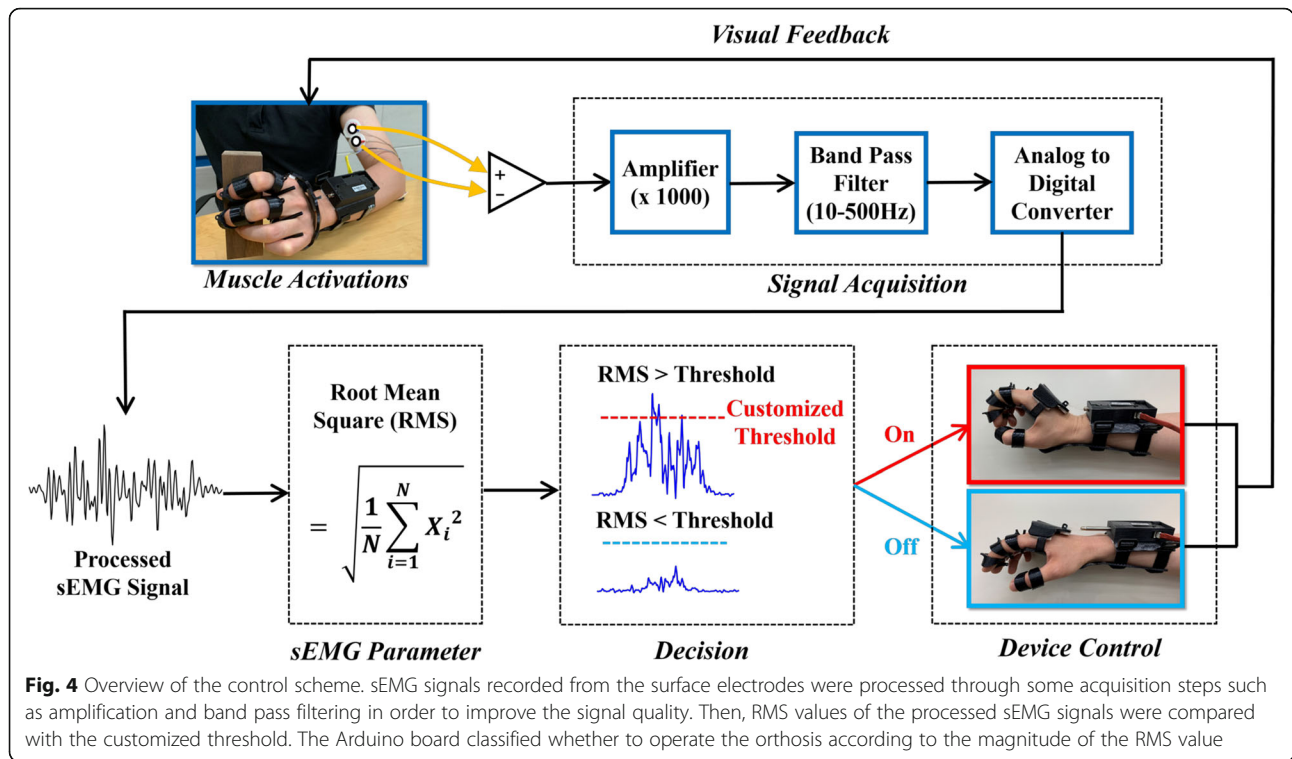 Visual Feedback
+
−
Amplifier
(x 1000)
Band Pass
Filter
(10-500Hz)
Analog to
Digital
Converter
Muscle Activations
Signal Acquisition
Processed
sEMG Signal
Root Mean
Square (RMS)
= √(1/N ∑_{i=1}^{N} X_i²)
sEMG Parameter
RMS > Threshold
Customized
Threshold
RMS < Threshold
Decision
On
Off
Device Control
Fig. 4 Overview of the control scheme. sEMG signals recorded from the surface electrodes were processed through some acquisition steps such
as amplification and band pass filtering in order to improve the signal quality. Then, RMS values of the processed sEMG signals were compared
with the customized threshold. The Arduino board classified whether to operate the orthosis according to the magnitude of the RMS value